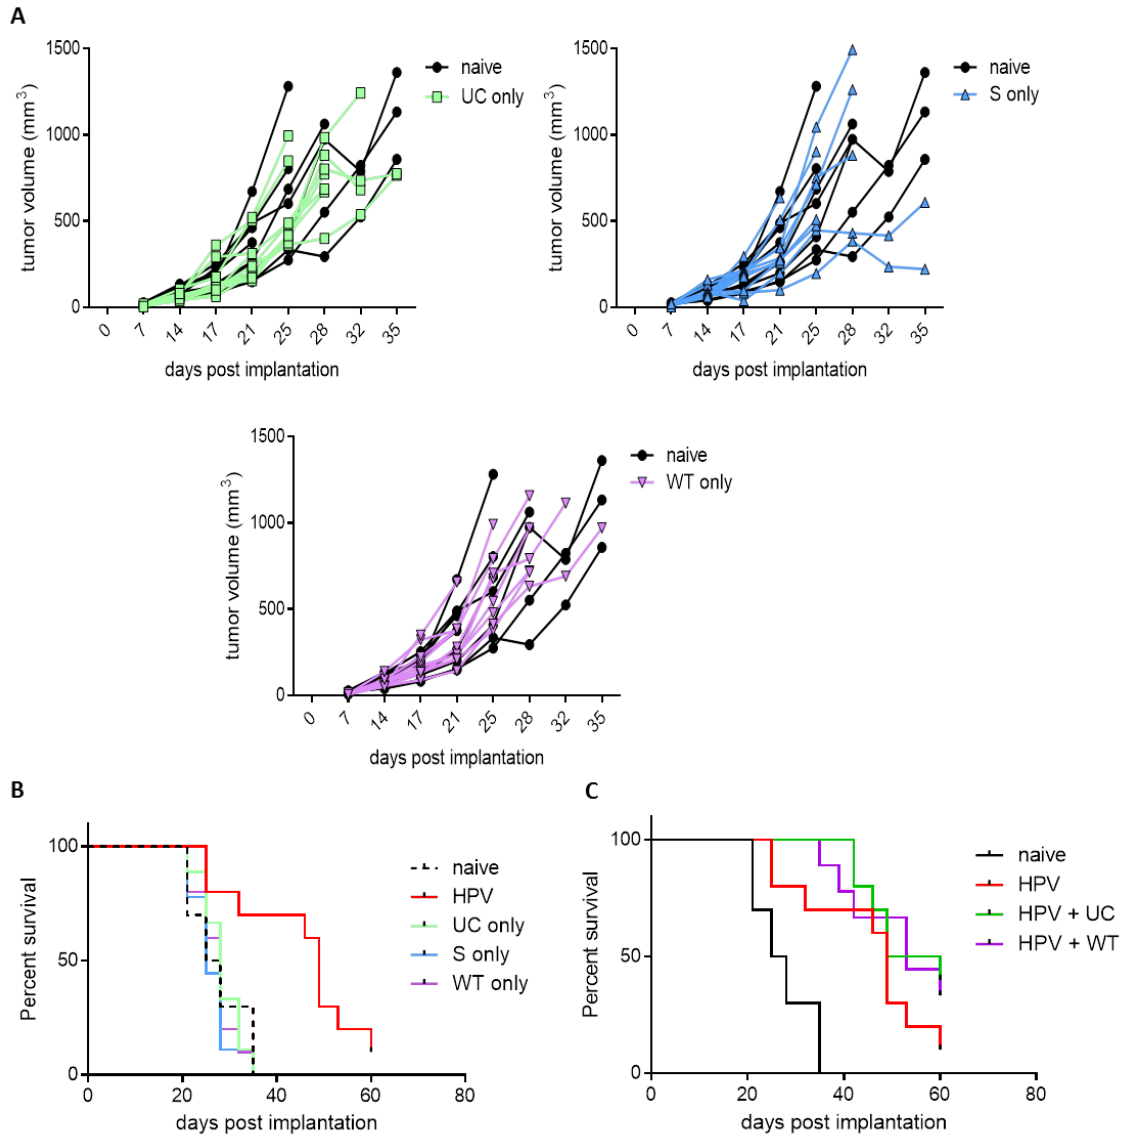 A
tumor volume (mm3)
1500
1000
500
0
0 7 14 17 21 25 28 32 35
days post implantation
naive
UC only
tumor volume (mm3)
1500
1000
500
0
0 7 14 17 21 25 28 32 35
days post implantation
naive
S only
tumor volume (mm3)
1500
1000
500
0
0 7 14 17 21 25 28 32 35
days post implantation
naive
WT only
B
Percent survival
100
50
0
0 20 40 60 80
days post implantation
naive
HPV
UC only
S only
WT only
C
Percent survival
100
50
0
0 20 40 60 80
days post implantation
naive
HPV
HPV + UC
HPV + WT